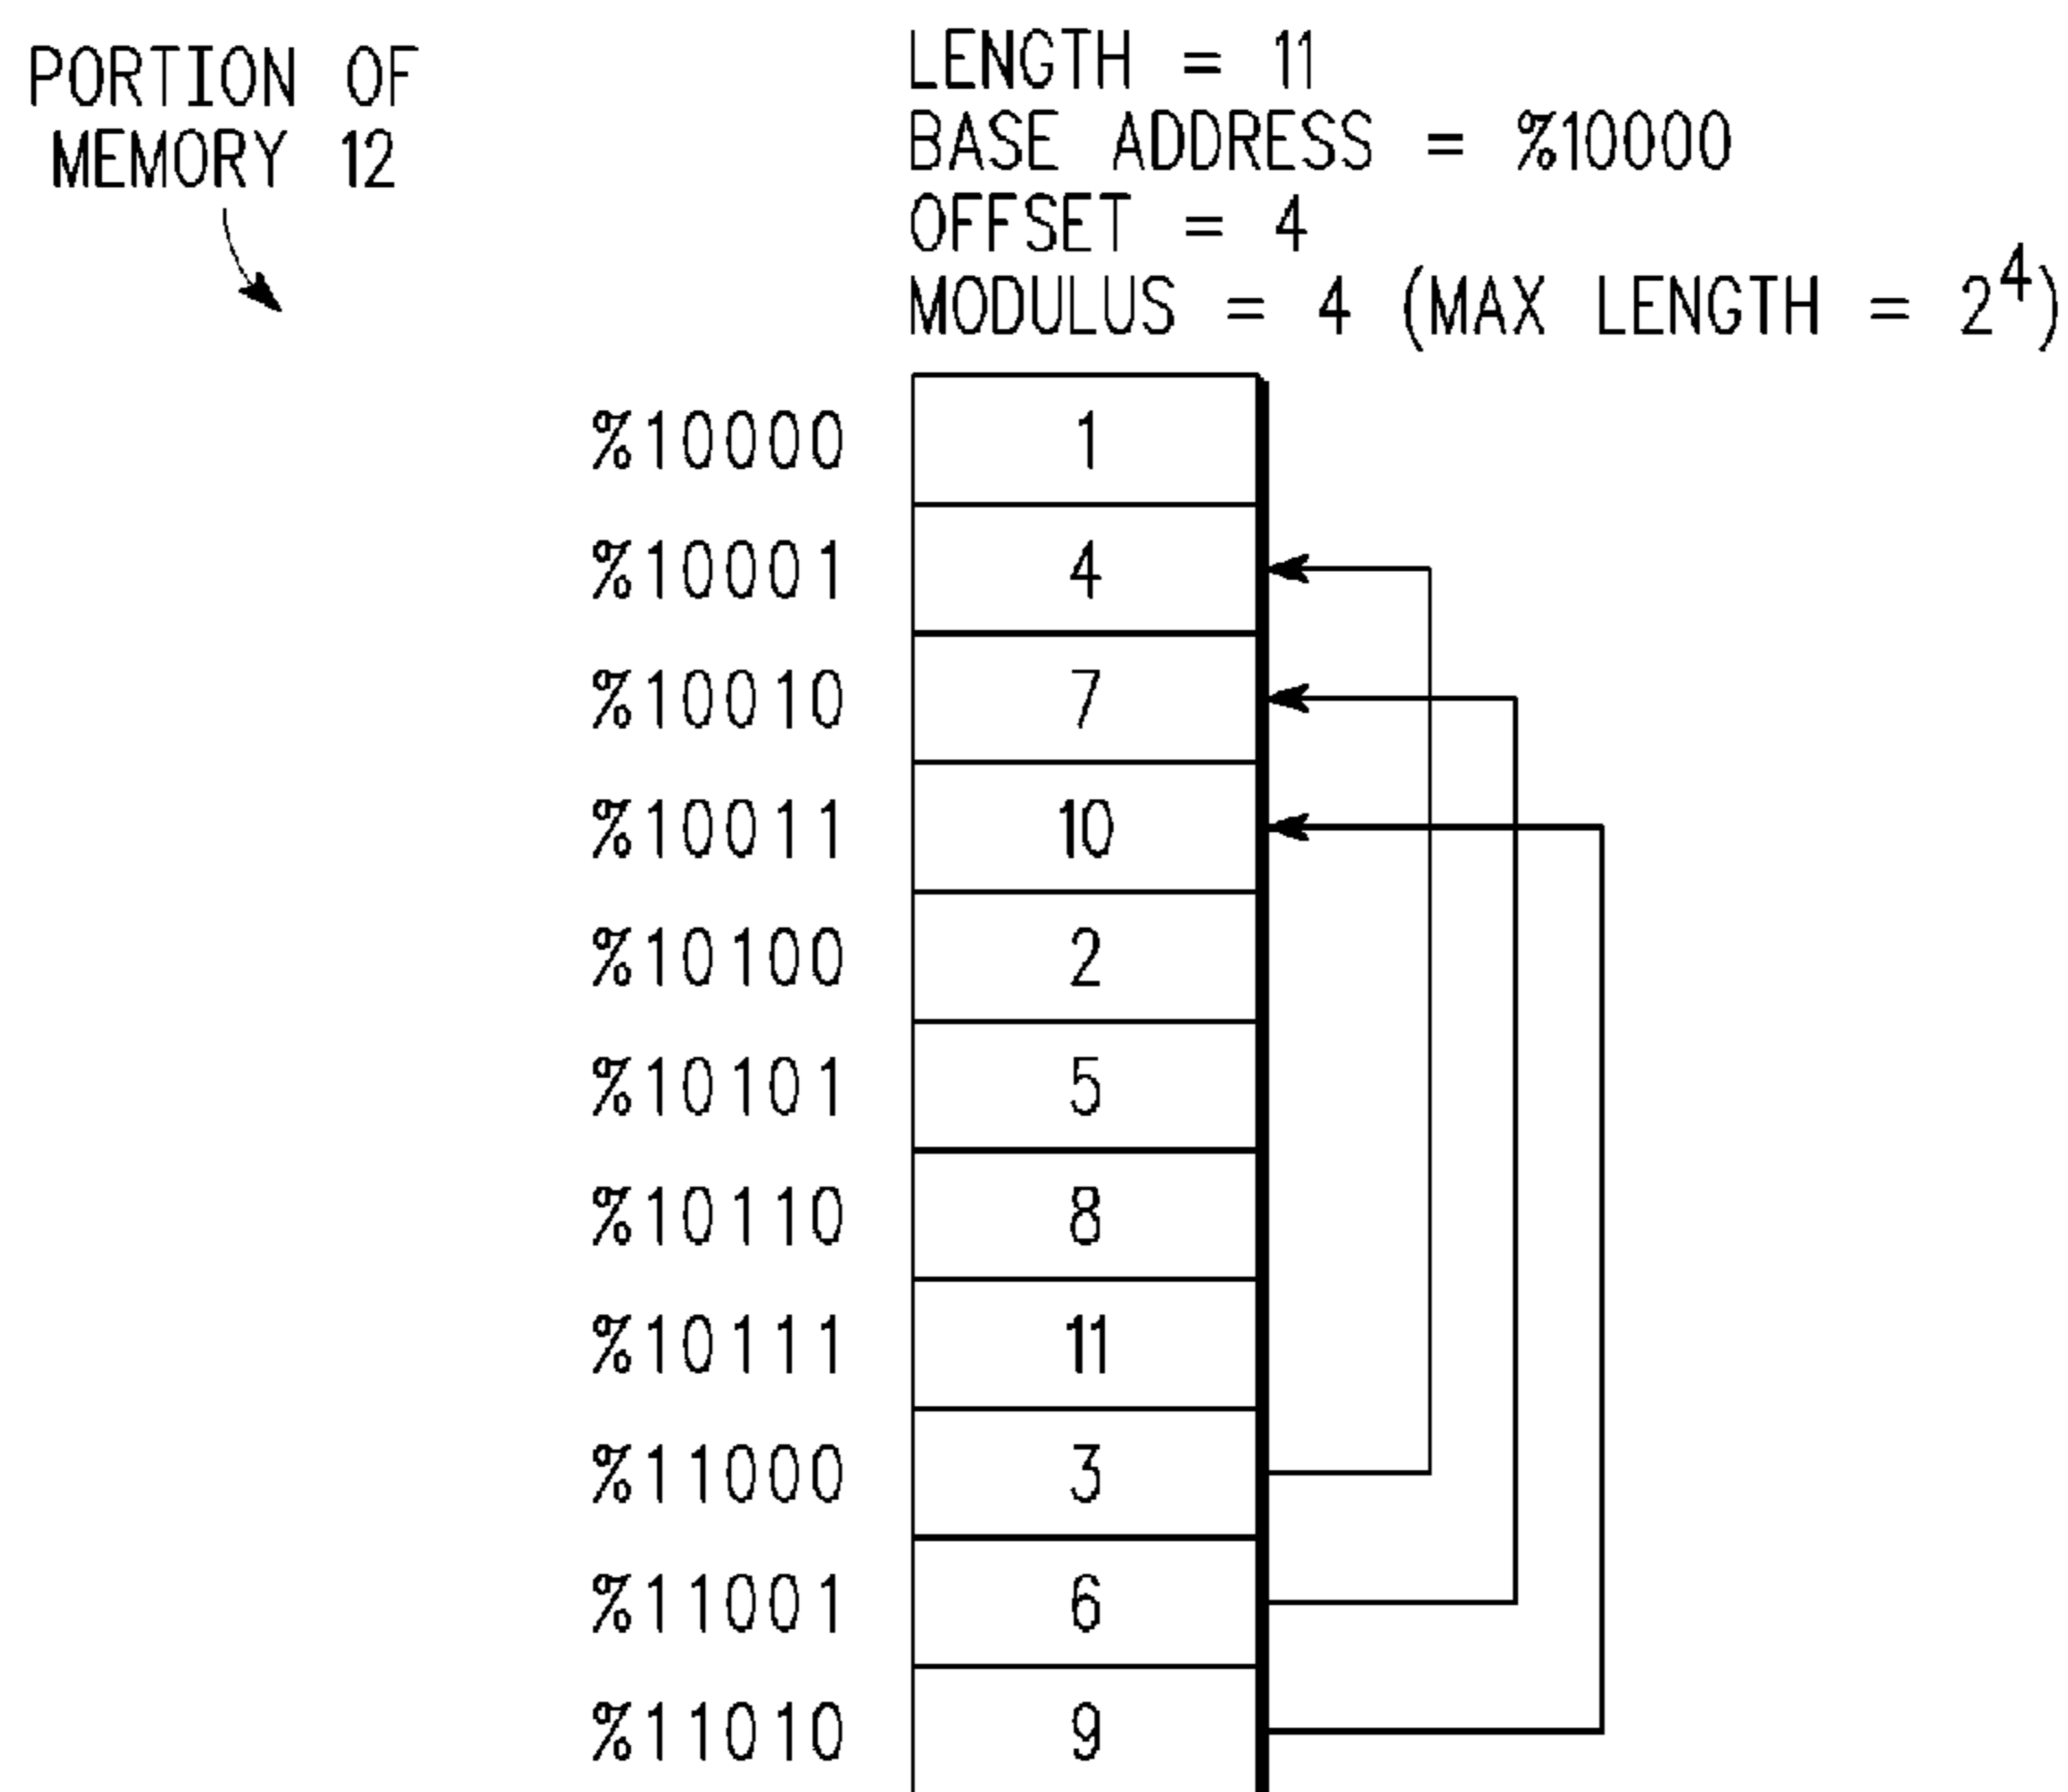 PORTION OF
MEMORY 12
LENGTH = 11
BASE ADDRESS = %10000
OFFSET = 4
MODULUS = 4 (MAX LENGTH = 2⁴)
%10000 1
%10001 4
%10010 7
%10011 10
%10100 2
%10101 5
%10110 8
%10111 11
%11000 3
%11001 6
%11010 9